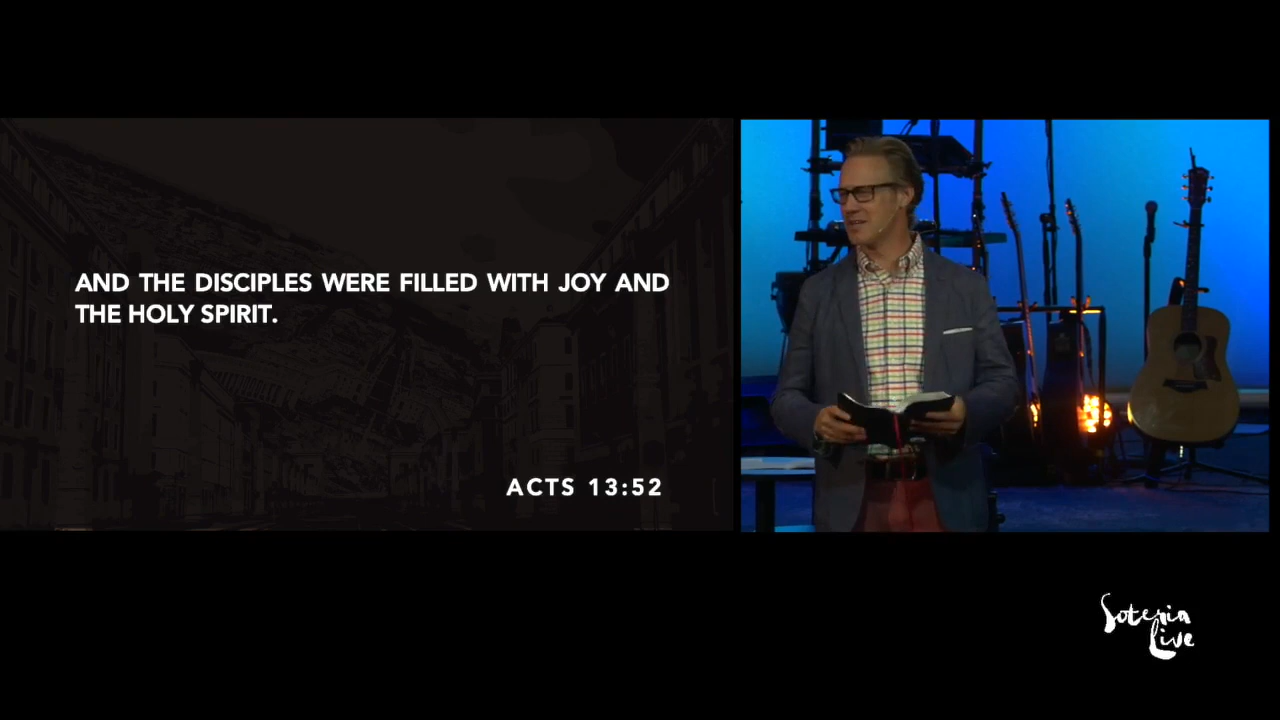 AND THE DISCIPLES WERE FILLED WITH JOY AND
THE HOLY SPIRIT.
ACTS 13:52
Soteria
Live